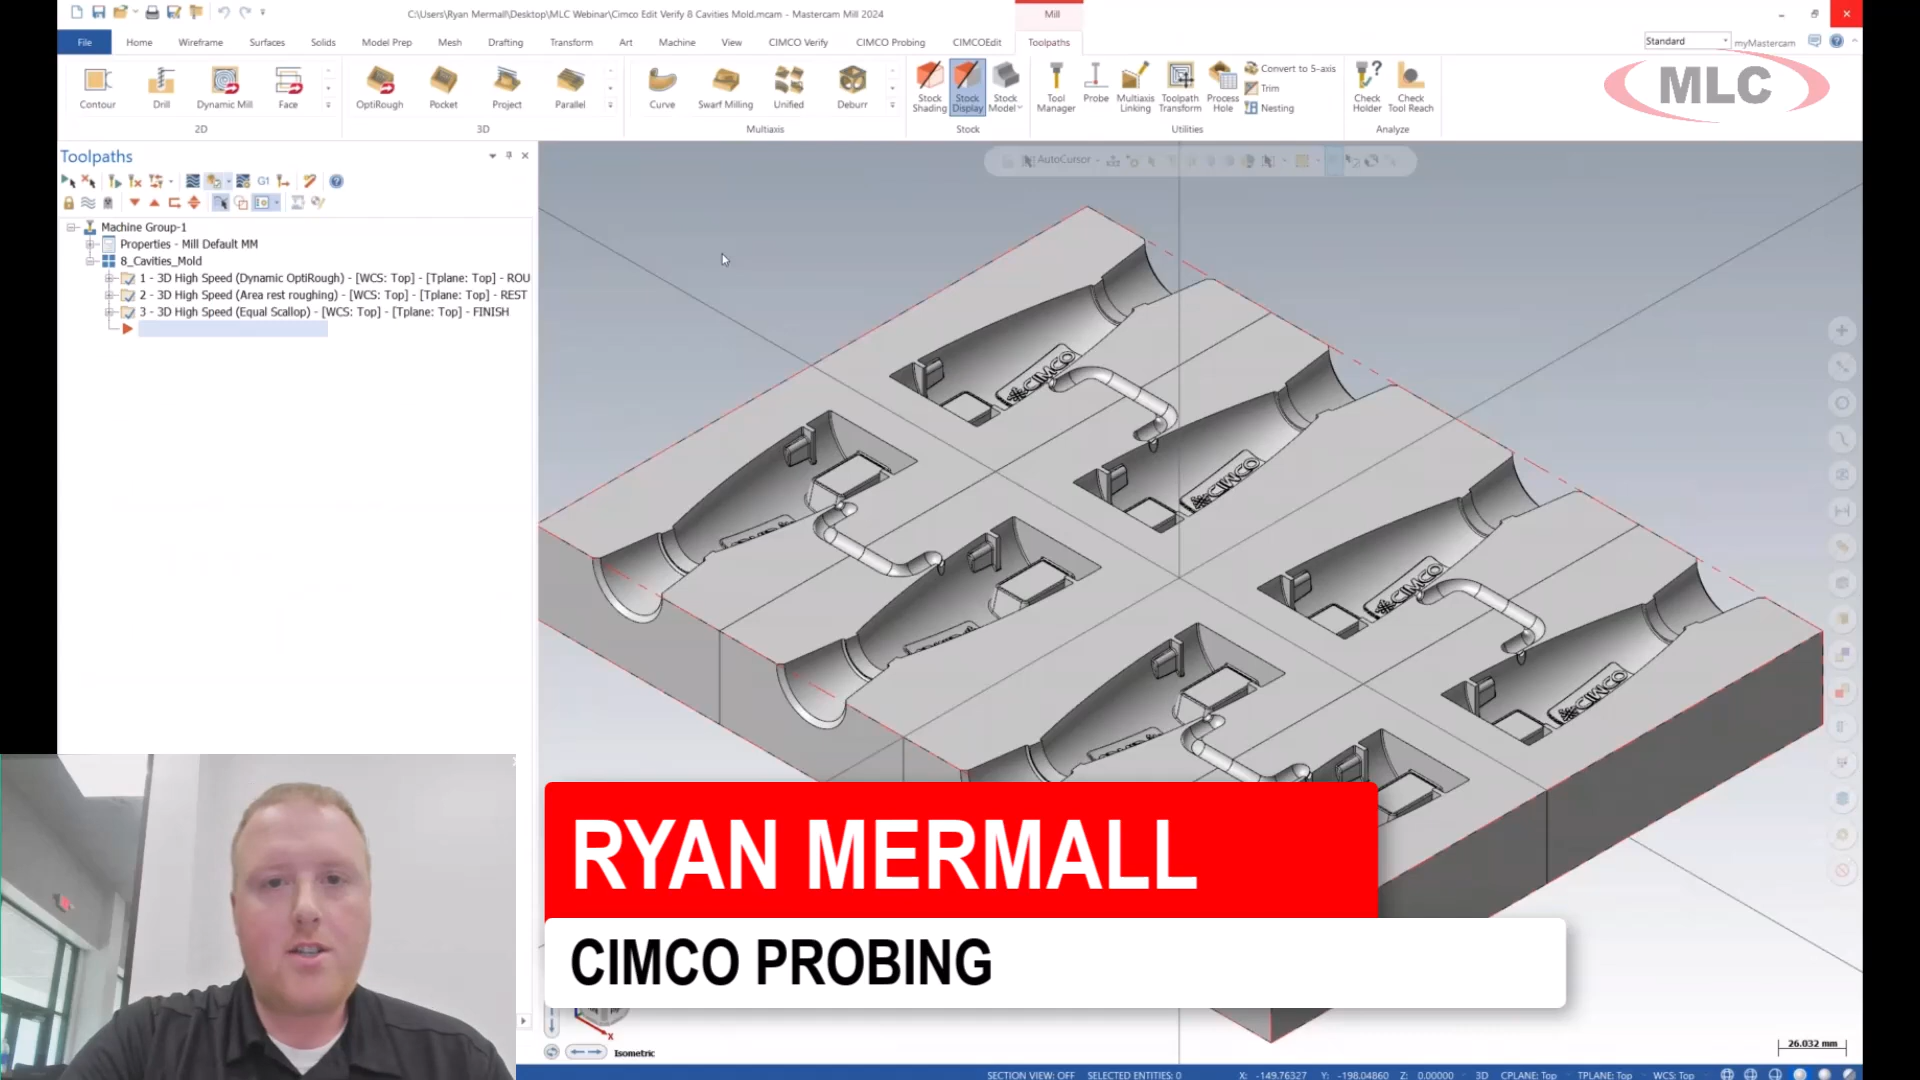 C:\Users\Ryan Mermall\Desktop\MLC Webinar\Cimco Edit Verify 8 Cavities Mold.mcam - Mastercam Mill 2024
Mill
File Home Wireframe Surfaces Solids Model Prep Mesh Drafting Transform Art Machine View CIMCO Verify CIMCO Probing CIMCOEdit Toolpaths
Standard
myMastercam
MLC
Contour Drill Dynamic Mill Face
2D
OptiRough Pocket Project Parallel
3D
Curve Swarf Milling Unified Deburr
Multiaxis
Stock Shading
Stock Display
Stock Model
Stock
Tool Manager
Probe
Multiaxis Linking
Toolpath Transform
Process Hole
Convert to 5-axis
Trim
Nesting
Utilities
Check Holder
Check Tool Reach
Analyze
Toolpaths
G1
AutoCursor
Machine Group-1
Properties - Mill Default MM
8_Cavities_Mold
1 - 3D High Speed (Dynamic OptiRough) - [WCS: Top] - [Tplane: Top] - ROU
2 - 3D High Speed (Area rest roughing) - [WCS: Top] - [Tplane: Top] - REST
3 - 3D High Speed (Equal Scallop) - [WCS: Top] - [Tplane: Top] - FINISH
CIMCO
CIMCO
CIMCO
CIMCO
RYAN MERMALL
CIMCO PROBING
X
Isometric
26.032 mm
SECTION VIEW: OFF SELECTED ENTITIES: 0 X: -149.76327 Y: -198.04860 Z: 0.00000 3D CPLANE: Top TPLANE: Top WCS: Top